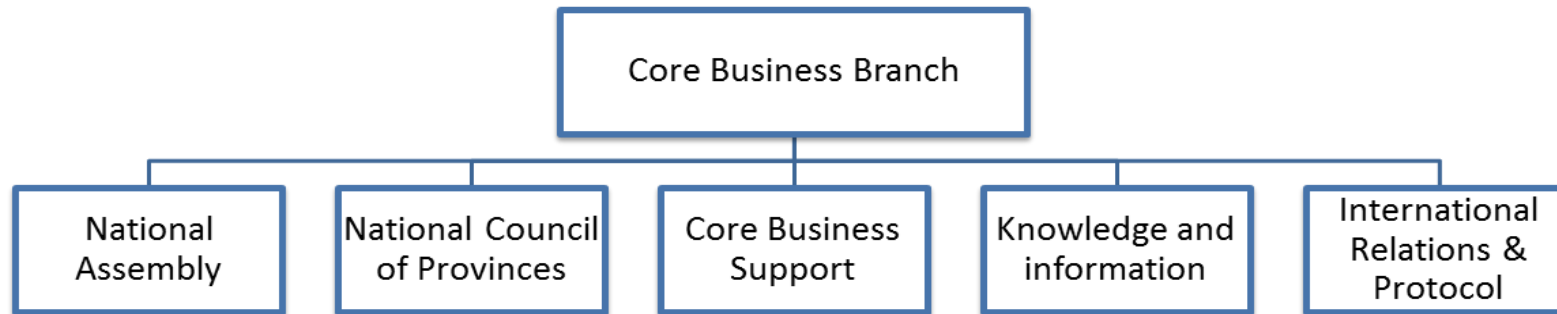 Core Business Branch
National
Assembly
National Council
of Provinces
Core Business
Support
Knowledge and
information
International
Relations &
Protocol